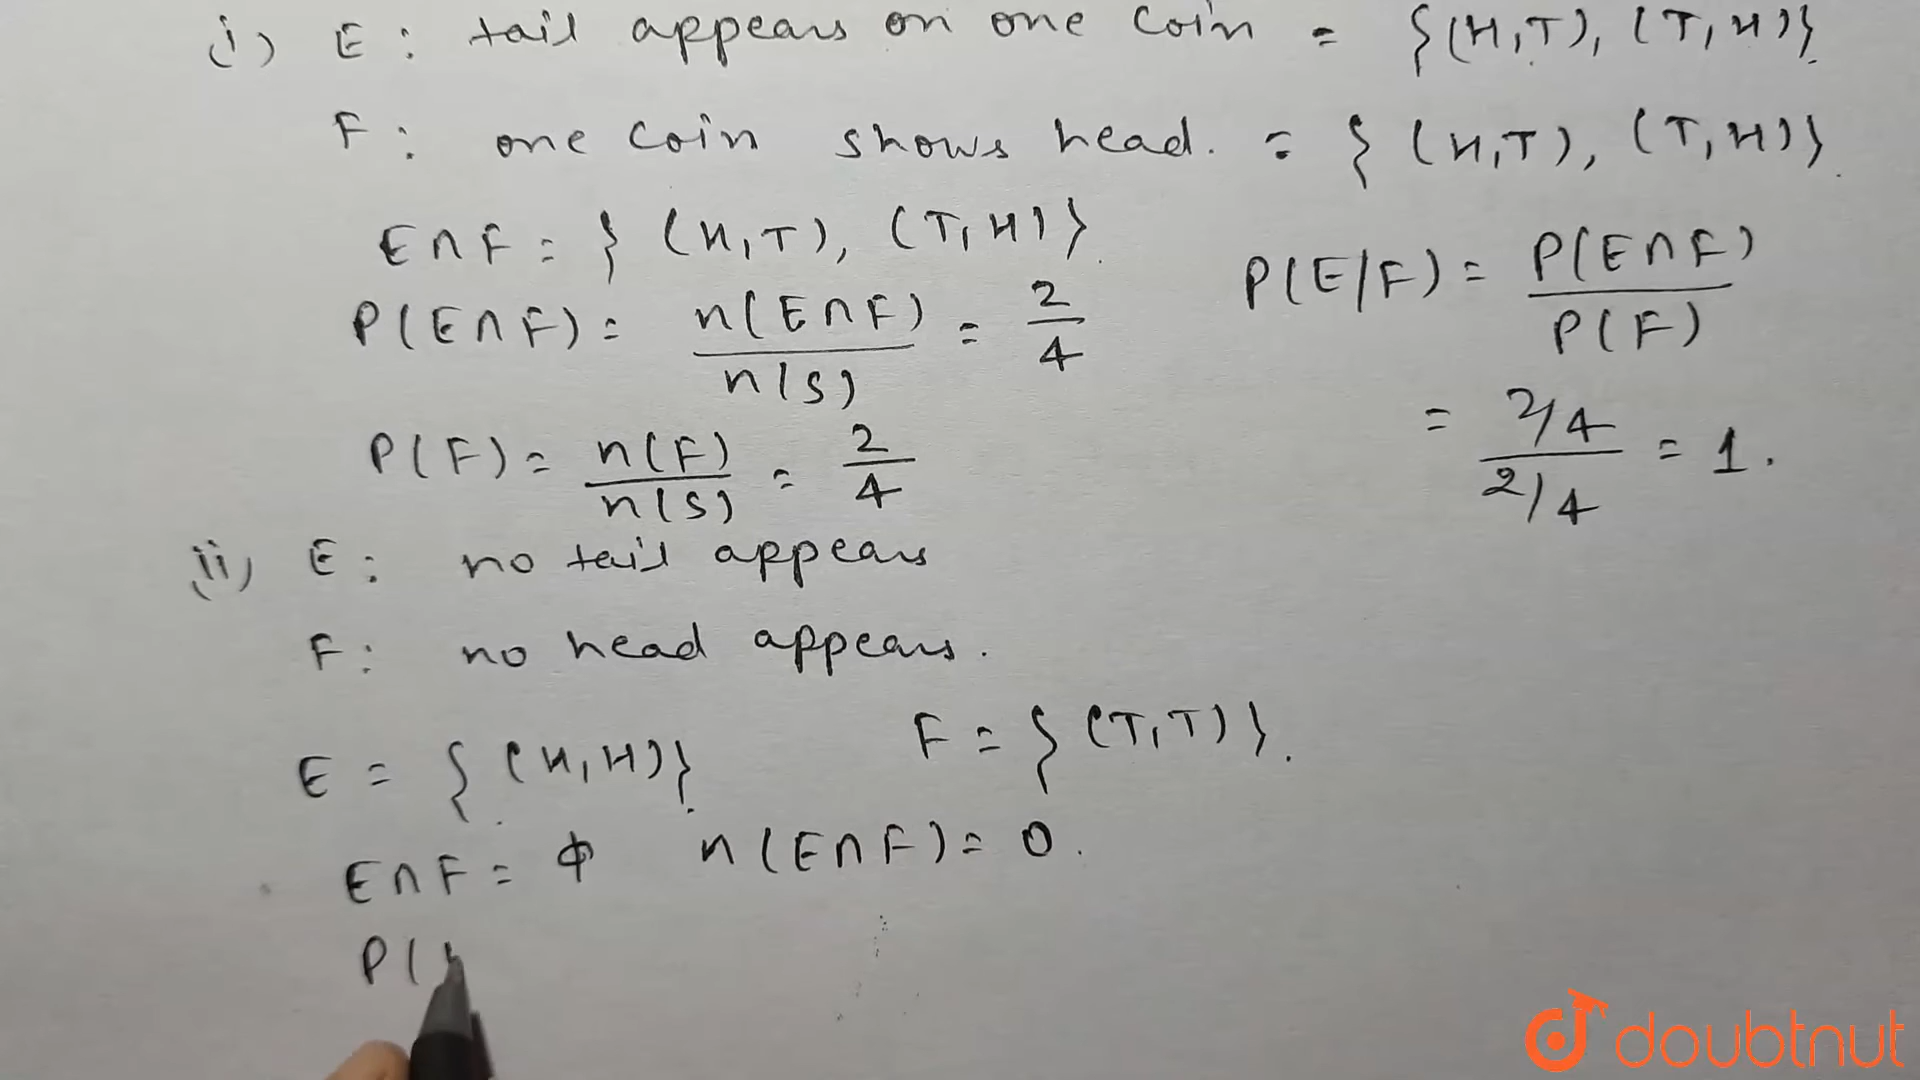 (i) E : tail appears on one coin = {(H,T), (T,H)}.
F : one coin shows head. = {(H,T), (T,H)}.
E∩F = {(H,T), (T,H)}.
P(E∩F) = n(E∩F)/n(S) = 2/4
P(E/F) = P(E∩F)/P(F)
= 2/4 / 2/4 = 1.
P(F) = n(F)/n(S) = 2/4
(ii) E : no tail appears
F : no head appears.
E = {(H,H)}.
F = {(T,T)}.
E∩F = ϕ n(E∩F) = 0.
P(
doubtnut